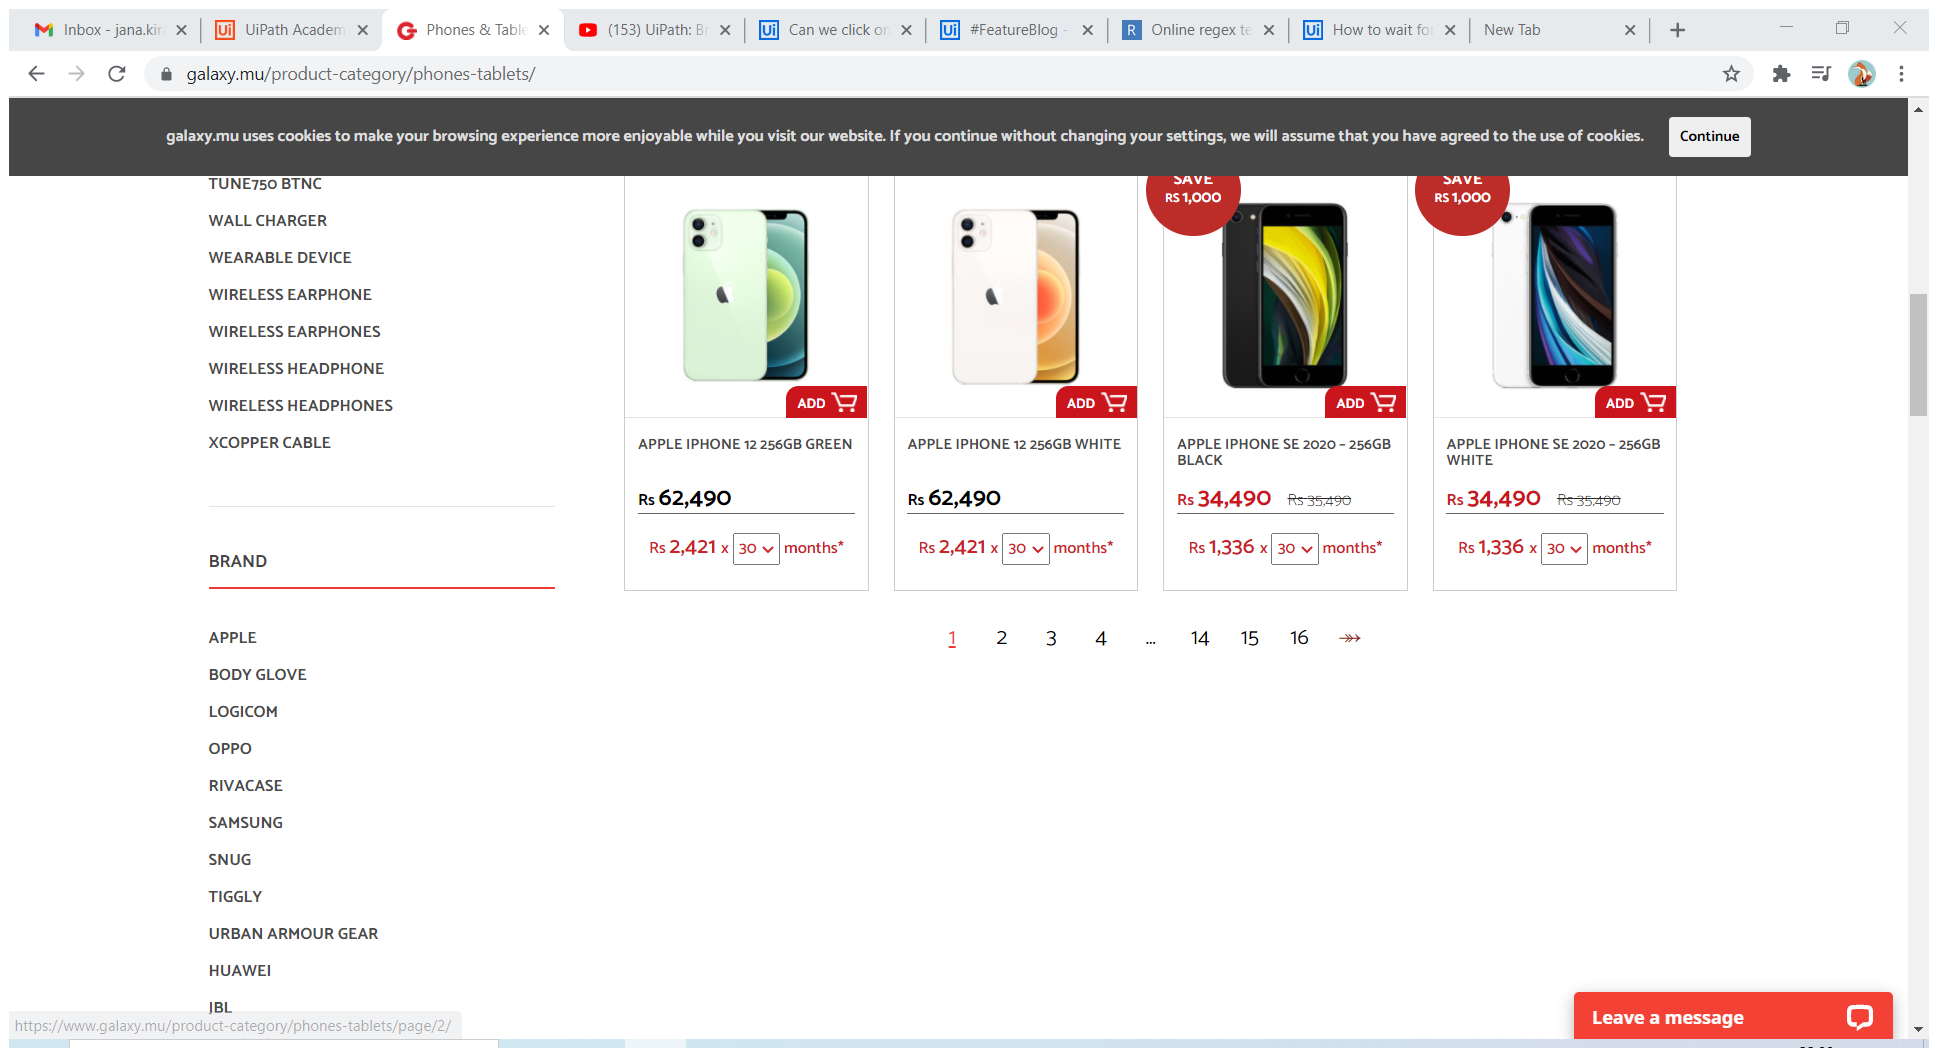 Inbox - jana.kir
UiPath Academ
Phones & Table
(153) UiPath: Br
Can we click on
#FeatureBlog -
Online regex te
How to wait for
New Tab
galaxy.mu/product-category/phones-tablets/
galaxy.mu uses cookies to make your browsing experience more enjoyable while you visit our website. If you continue without changing your settings, we will assume that you have agreed to the use of cookies.
Continue
TUNE750 BTNC
WALL CHARGER
WEARABLE DEVICE
WIRELESS EARPHONE
WIRELESS EARPHONES
WIRELESS HEADPHONE
WIRELESS HEADPHONES
XCOPPER CABLE
BRAND
APPLE
BODY GLOVE
LOGICOM
OPPO
RIVACASE
SAMSUNG
SNUG
TIGGLY
URBAN ARMOUR GEAR
HUAWEI
JBL
ADD
APPLE IPHONE 12 256GB GREEN
Rs 62,490
Rs 2,421 x 30 months*
ADD
APPLE IPHONE 12 256GB WHITE
Rs 62,490
Rs 2,421 x 30 months*
SAVE
RS 1,000
ADD
APPLE IPHONE SE 2020 – 256GB
BLACK
Rs 34,490 Rs 35,490
Rs 1,336 x 30 months*
SAVE
RS 1,000
ADD
APPLE IPHONE SE 2020 – 256GB
WHITE
Rs 34,490 Rs 35,490
Rs 1,336 x 30 months*
1 2 3 4 ... 14 15 16
https://www.galaxy.mu/product-category/phones-tablets/page/2/
Leave a message